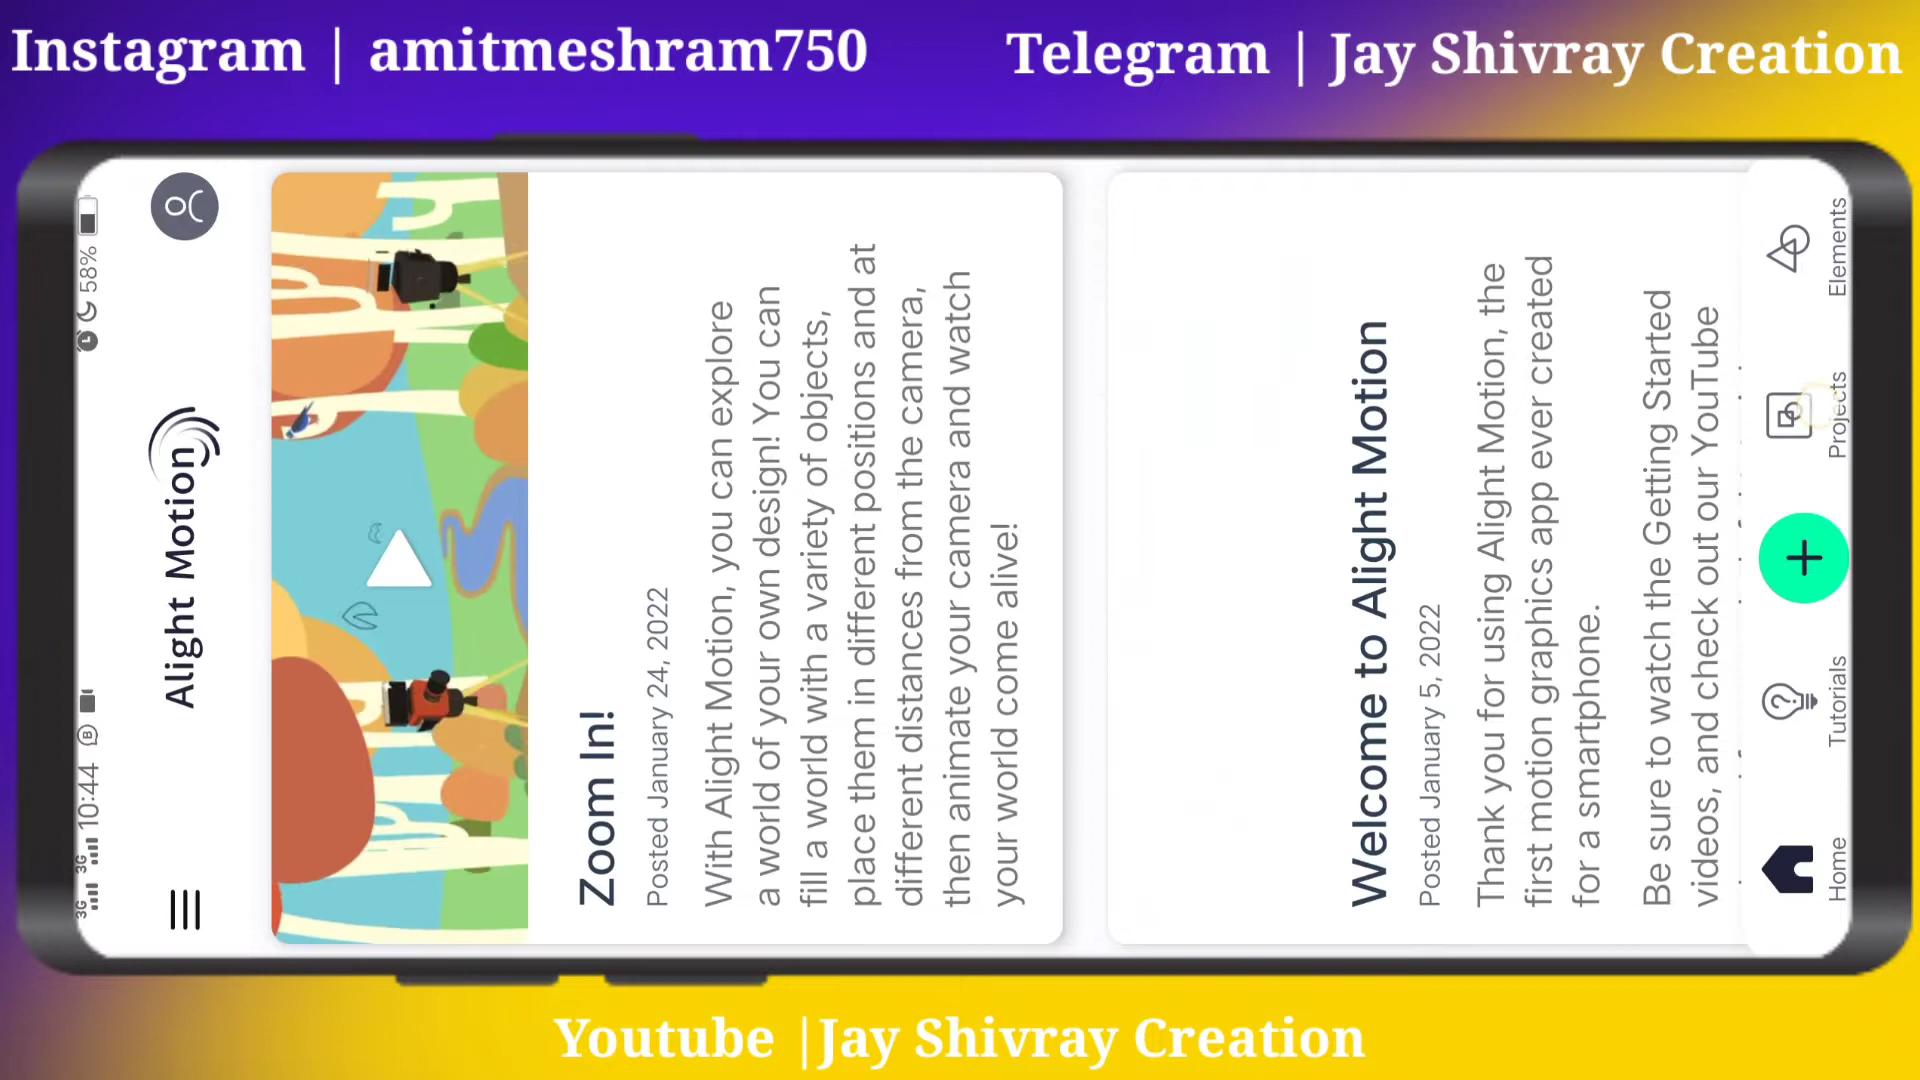 Instagram | amitmeshram750
Telegram | Jay Shivray Creation
3G 3G 10:44 58%
Alight Motion
Zoom In!
Posted January 24, 2022
With Alight Motion, you can explore
a world of your own design! You can
fill a world with a variety of objects,
place them in different positions and at
different distances from the camera,
then animate your camera and watch
your world come alive!
Welcome to Alight Motion
Posted January 5, 2022
Thank you for using Alight Motion, the
first motion graphics app ever created
for a smartphone.
Be sure to watch the Getting Started
videos, and check out our YouTube
Home
Tutorials
Projects
Elements
Youtube |Jay Shivray Creation